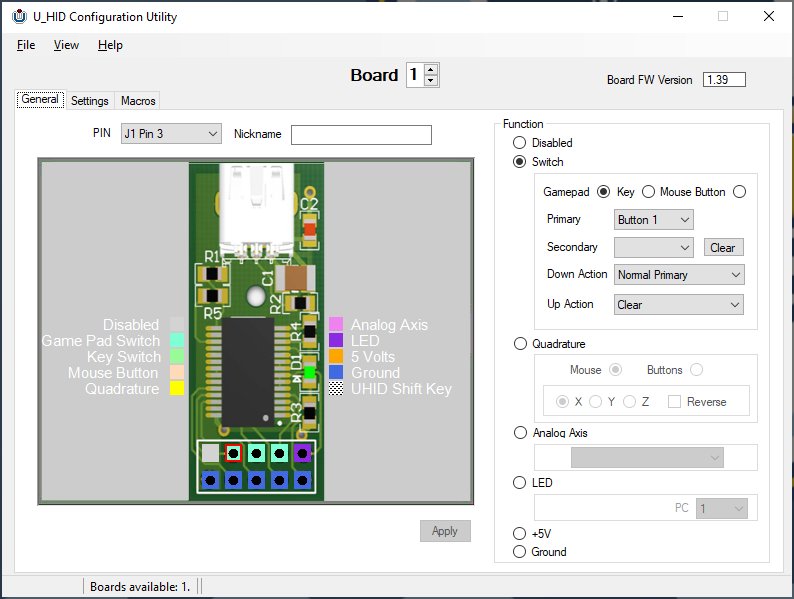 U_HID Configuration Utility
File View Help
Board 1
Board FW Version 1.39
General Settings Macros
PIN J1 Pin 3 Nickname
C2
R1
C1
R5
R2
R4
D1
R3
Disabled
Game Pad Switch
Key Switch
Mouse Button
Quadrature
Analog Axis
LED
5 Volts
Ground
UHID Shift Key
Apply
Function
Disabled
Switch
Gamepad Key Mouse Button
Primary Button 1
Secondary Clear
Down Action Normal Primary
Up Action Clear
Quadrature
Mouse Buttons
X Y Z Reverse
Analog Axis
LED
PC 1
+5V
Ground
Boards available: 1.